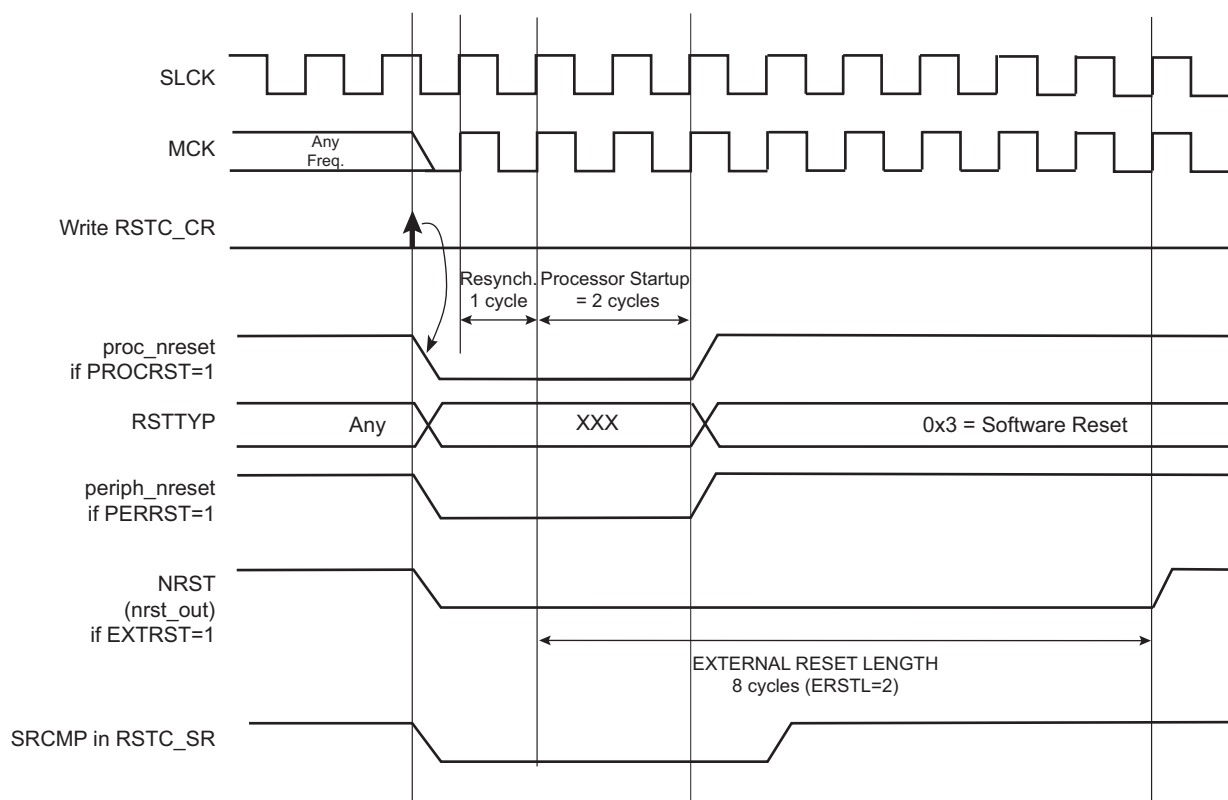 SLCK
MCK
Any
Freq.
Write RSTC_CR
Resynch.
1 cycle
Processor Startup
= 2 cycles
proc_nreset
if PROCRST=1
RSTTYP
Any
XXX
0x3 = Software Reset
periph_nreset
if PERRST=1
NRST
(nrst_out)
if EXTRST=1
EXTERNAL RESET LENGTH
8 cycles (ERSTL=2)
SRCMP in RSTC_SR